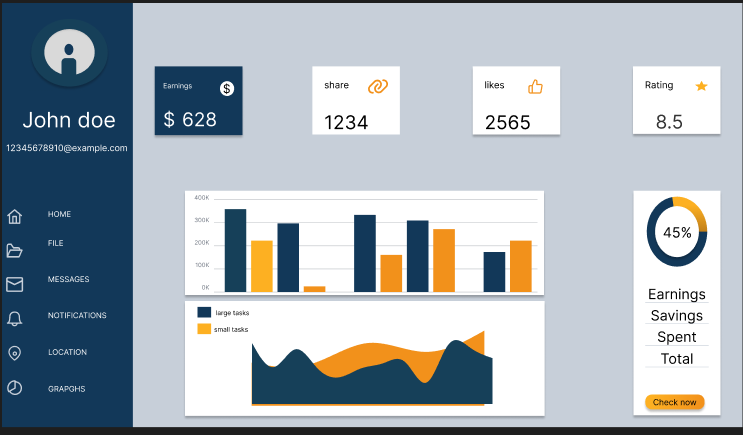 John doe
12345678910@example.com
HOME
FILE
MESSAGES
NOTIFICATIONS
LOCATION
GRAPGHS
Earnings
$
$ 628
share
1234
likes
2565
Rating
8.5
400K
300K
200K
100K
0K
large tasks
small tasks
45%
Earnings
Savings
Spent
Total
Check now